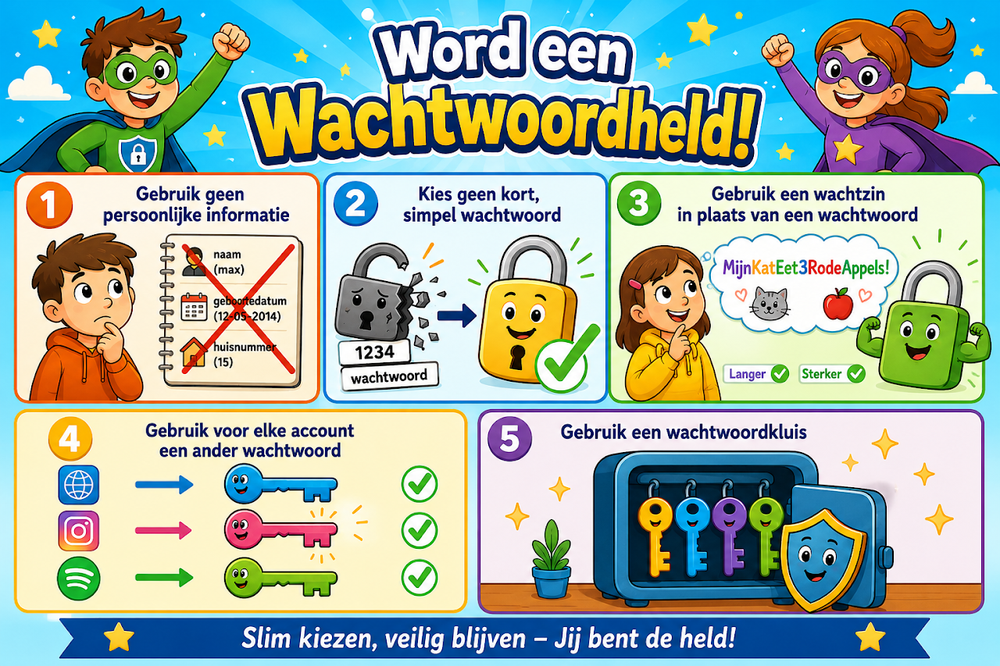 Word een
Wachtwoordheld!
1
Gebruik geen
persoonlijke informatie
naam
(max)
geboortedatum
(12-05-2014)
huisnummer
(15)
2
Kies geen kort,
simpel wachtwoord
1234
wachtwoord
3
Gebruik een wachtzin
in plaats van een wachtwoord
MijnKatEet3RodeAppels!
Langer
Sterker
4
Gebruik voor elke account
een ander wachtwoord
5
Gebruik een wachtwoordkluis
Slim kiezen, veilig blijven – Jij bent de held!